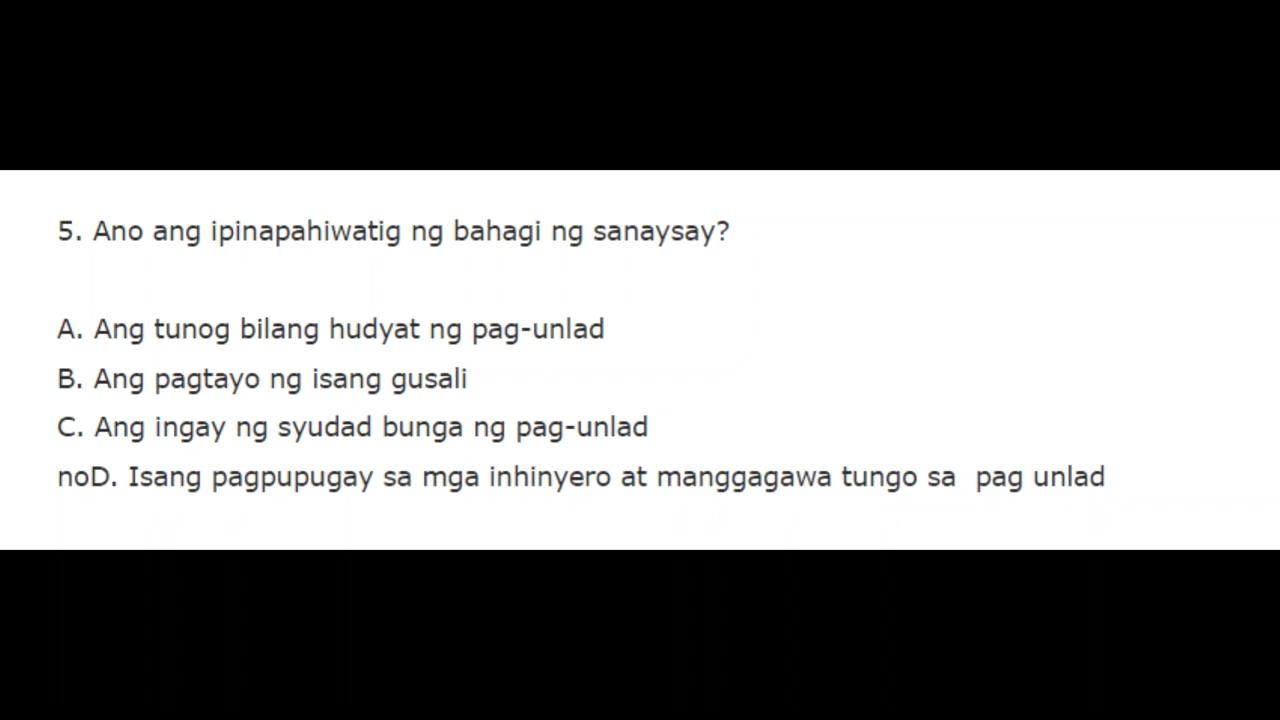 5. Ano ang ipinapahiwatig ng bahagi ng sanaysay?
A. Ang tunog bilang hudyat ng pag-unlad
B. Ang pagtayo ng isang gusali
C. Ang ingay ng syudad bunga ng pag-unlad
noD. Isang pagpupugay sa mga inhinyero at manggagawa tungo sa  pag unlad